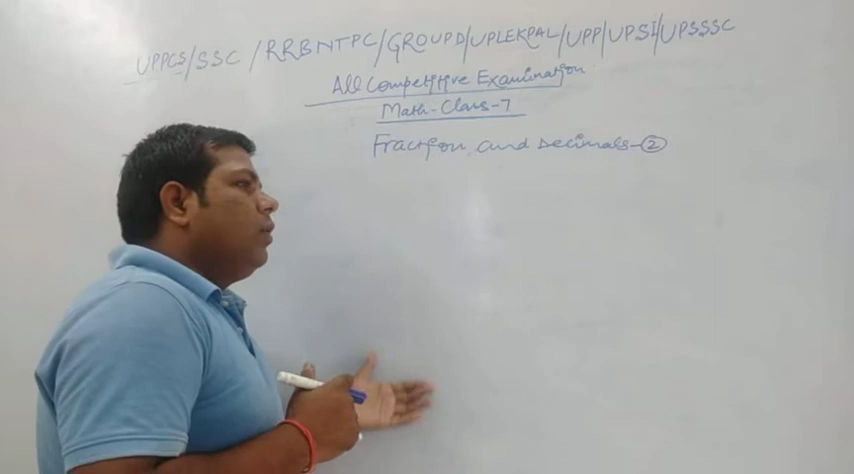 UPPCS/SSC/RRBNTPC/GROUPD/UPLEKPAL/UPP/UPSI/UPSSSC
All Competitive Examination
Math-Class-7
Fraction and Decimals-2